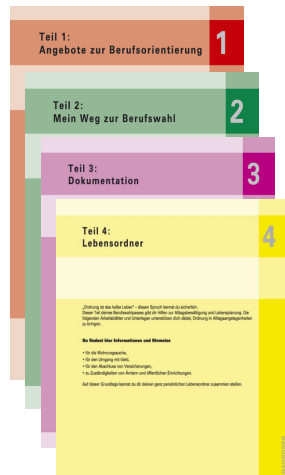 Teil 1:
Angebote zur Berufsorientierung
1
Teil 2:
Mein Weg zur Berufswahl
2
Teil 3:
Dokumentation
3
Teil 4:
Lebensordner
4
„Ordnung ist das halbe Leben“ – diesen Spruch kennst du sicherlich.
Dieser Teil deines Berufswahlpasses gibt dir Hilfen zur Alltagsbewältigung und Lebensplanung. Die
folgenden Arbeitsblätter und Unterlagen unterstützen dich dabei, Ordnung in Alltagsangelegenheiten
zu bringen.
Du findest hier Informationen und Hinweise
• für die Wohnungssuche,
• für den Umgang mit Geld,
• für den Abschluss von Versicherungen,
• zu Zuständigkeiten von Ämtern und öffentlichen Einrichtungen.
Auf dieser Grundlage kannst du dir deinen ganz persönlichen Lebensordner zusammen stellen.